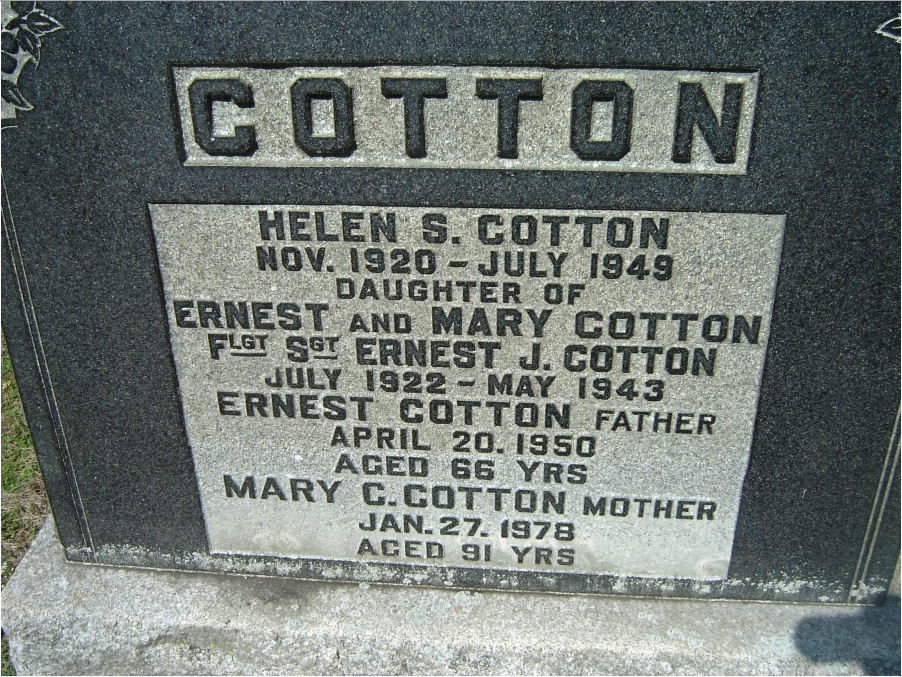 COTTON
HELEN S. COTTON
NOV. 1920 - JULY 1949
DAUGHTER OF
ERNEST AND MARY COTTON
FLGT SGT ERNEST J. COTTON
JULY 1922 - MAY 1943
ERNEST COTTON FATHER
APRIL 20. 1950
AGED 66 YRS
MARY C. COTTON MOTHER
JAN. 27. 1978
AGED 91 YRS